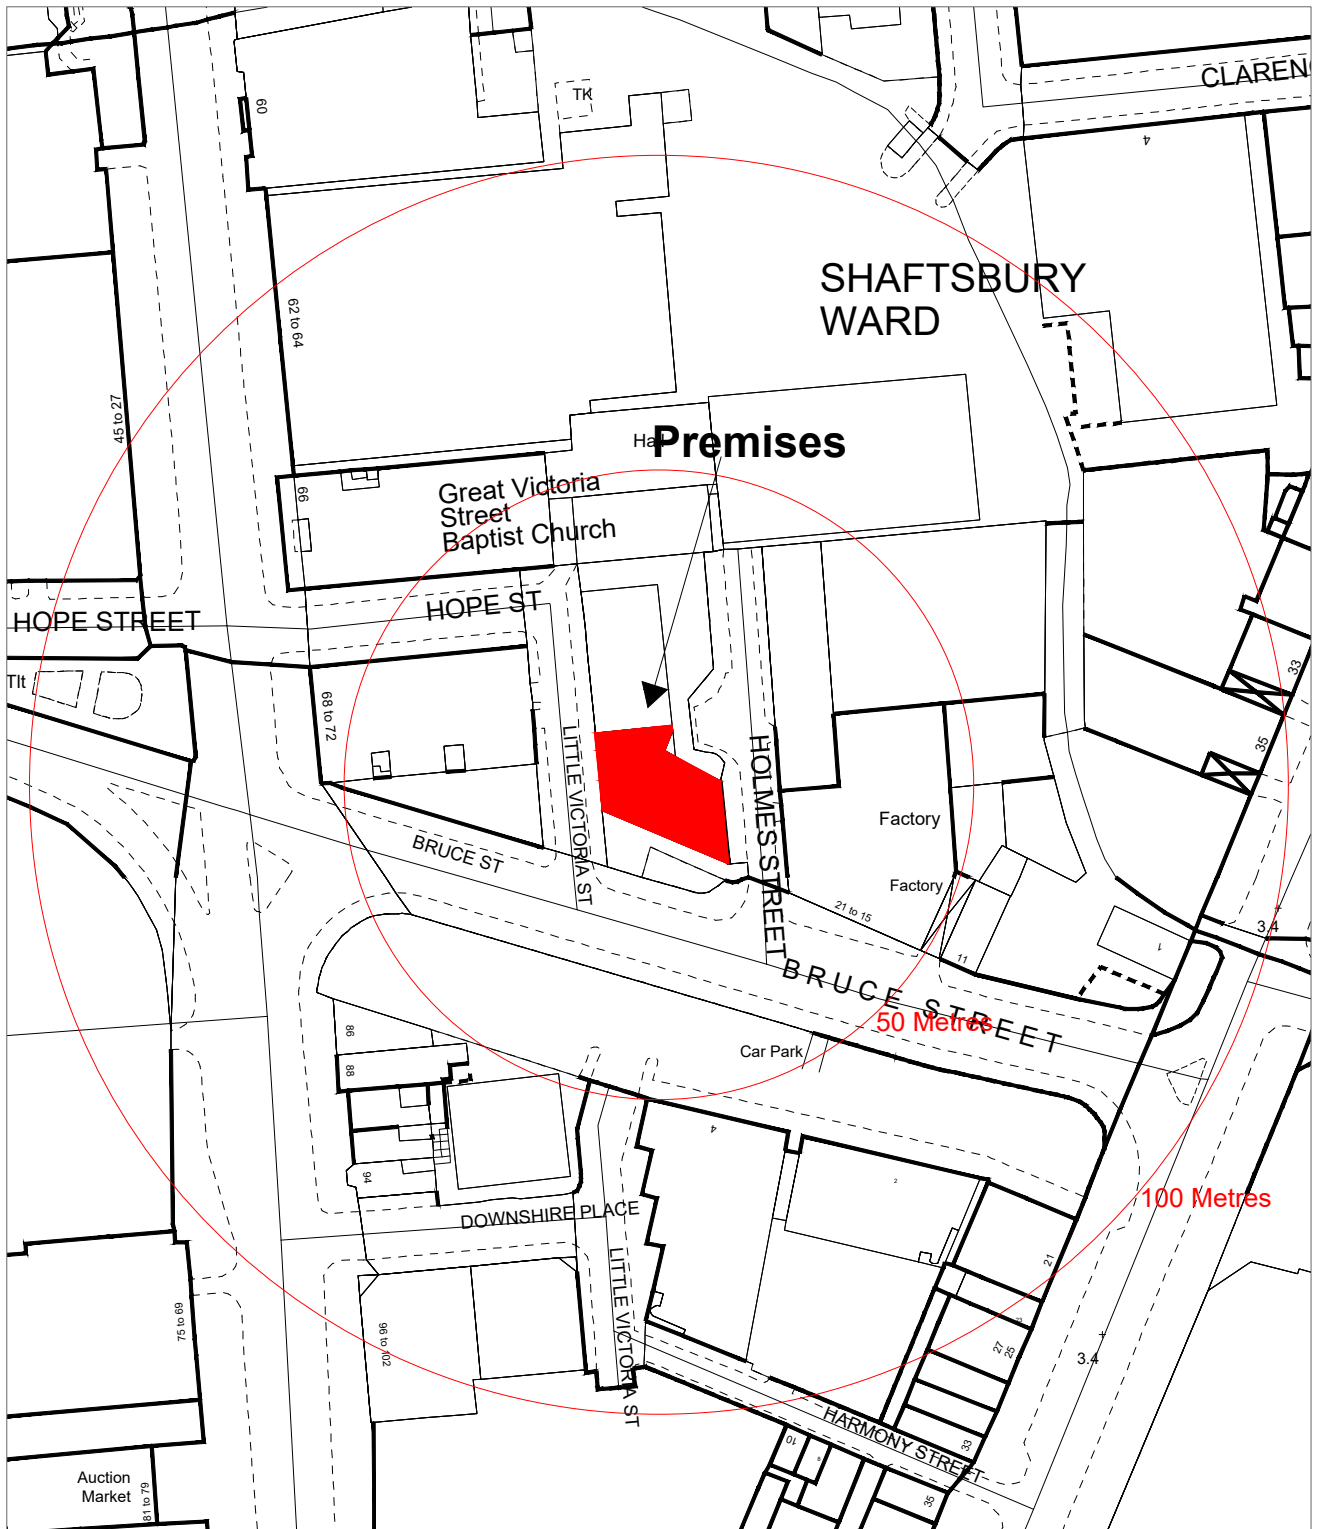 CLAREN
TK
60
4
SHAFTSBURY
WARD
62 to 64
45 to 27
Premises
66
Great Victoria
Street
Baptist Church
HOPE STREET
HOPE ST
33
Tlt
68 to 72
35
LITTLE VICTORIA ST
HOLMES STREET
Factory
BRUCE ST
Factory
21 to 15
3.4
1
11
BRUCE STREET
50 Metres
86
Car Park
88
4
2
94
100 Metres
DOWNSHIRE PLACE
21
LITTLE VICTORIA ST
75 to 69
96 to 102
27
25
3.4
HARMONY STREET
33
10
Auction
Market
81 to 79
35